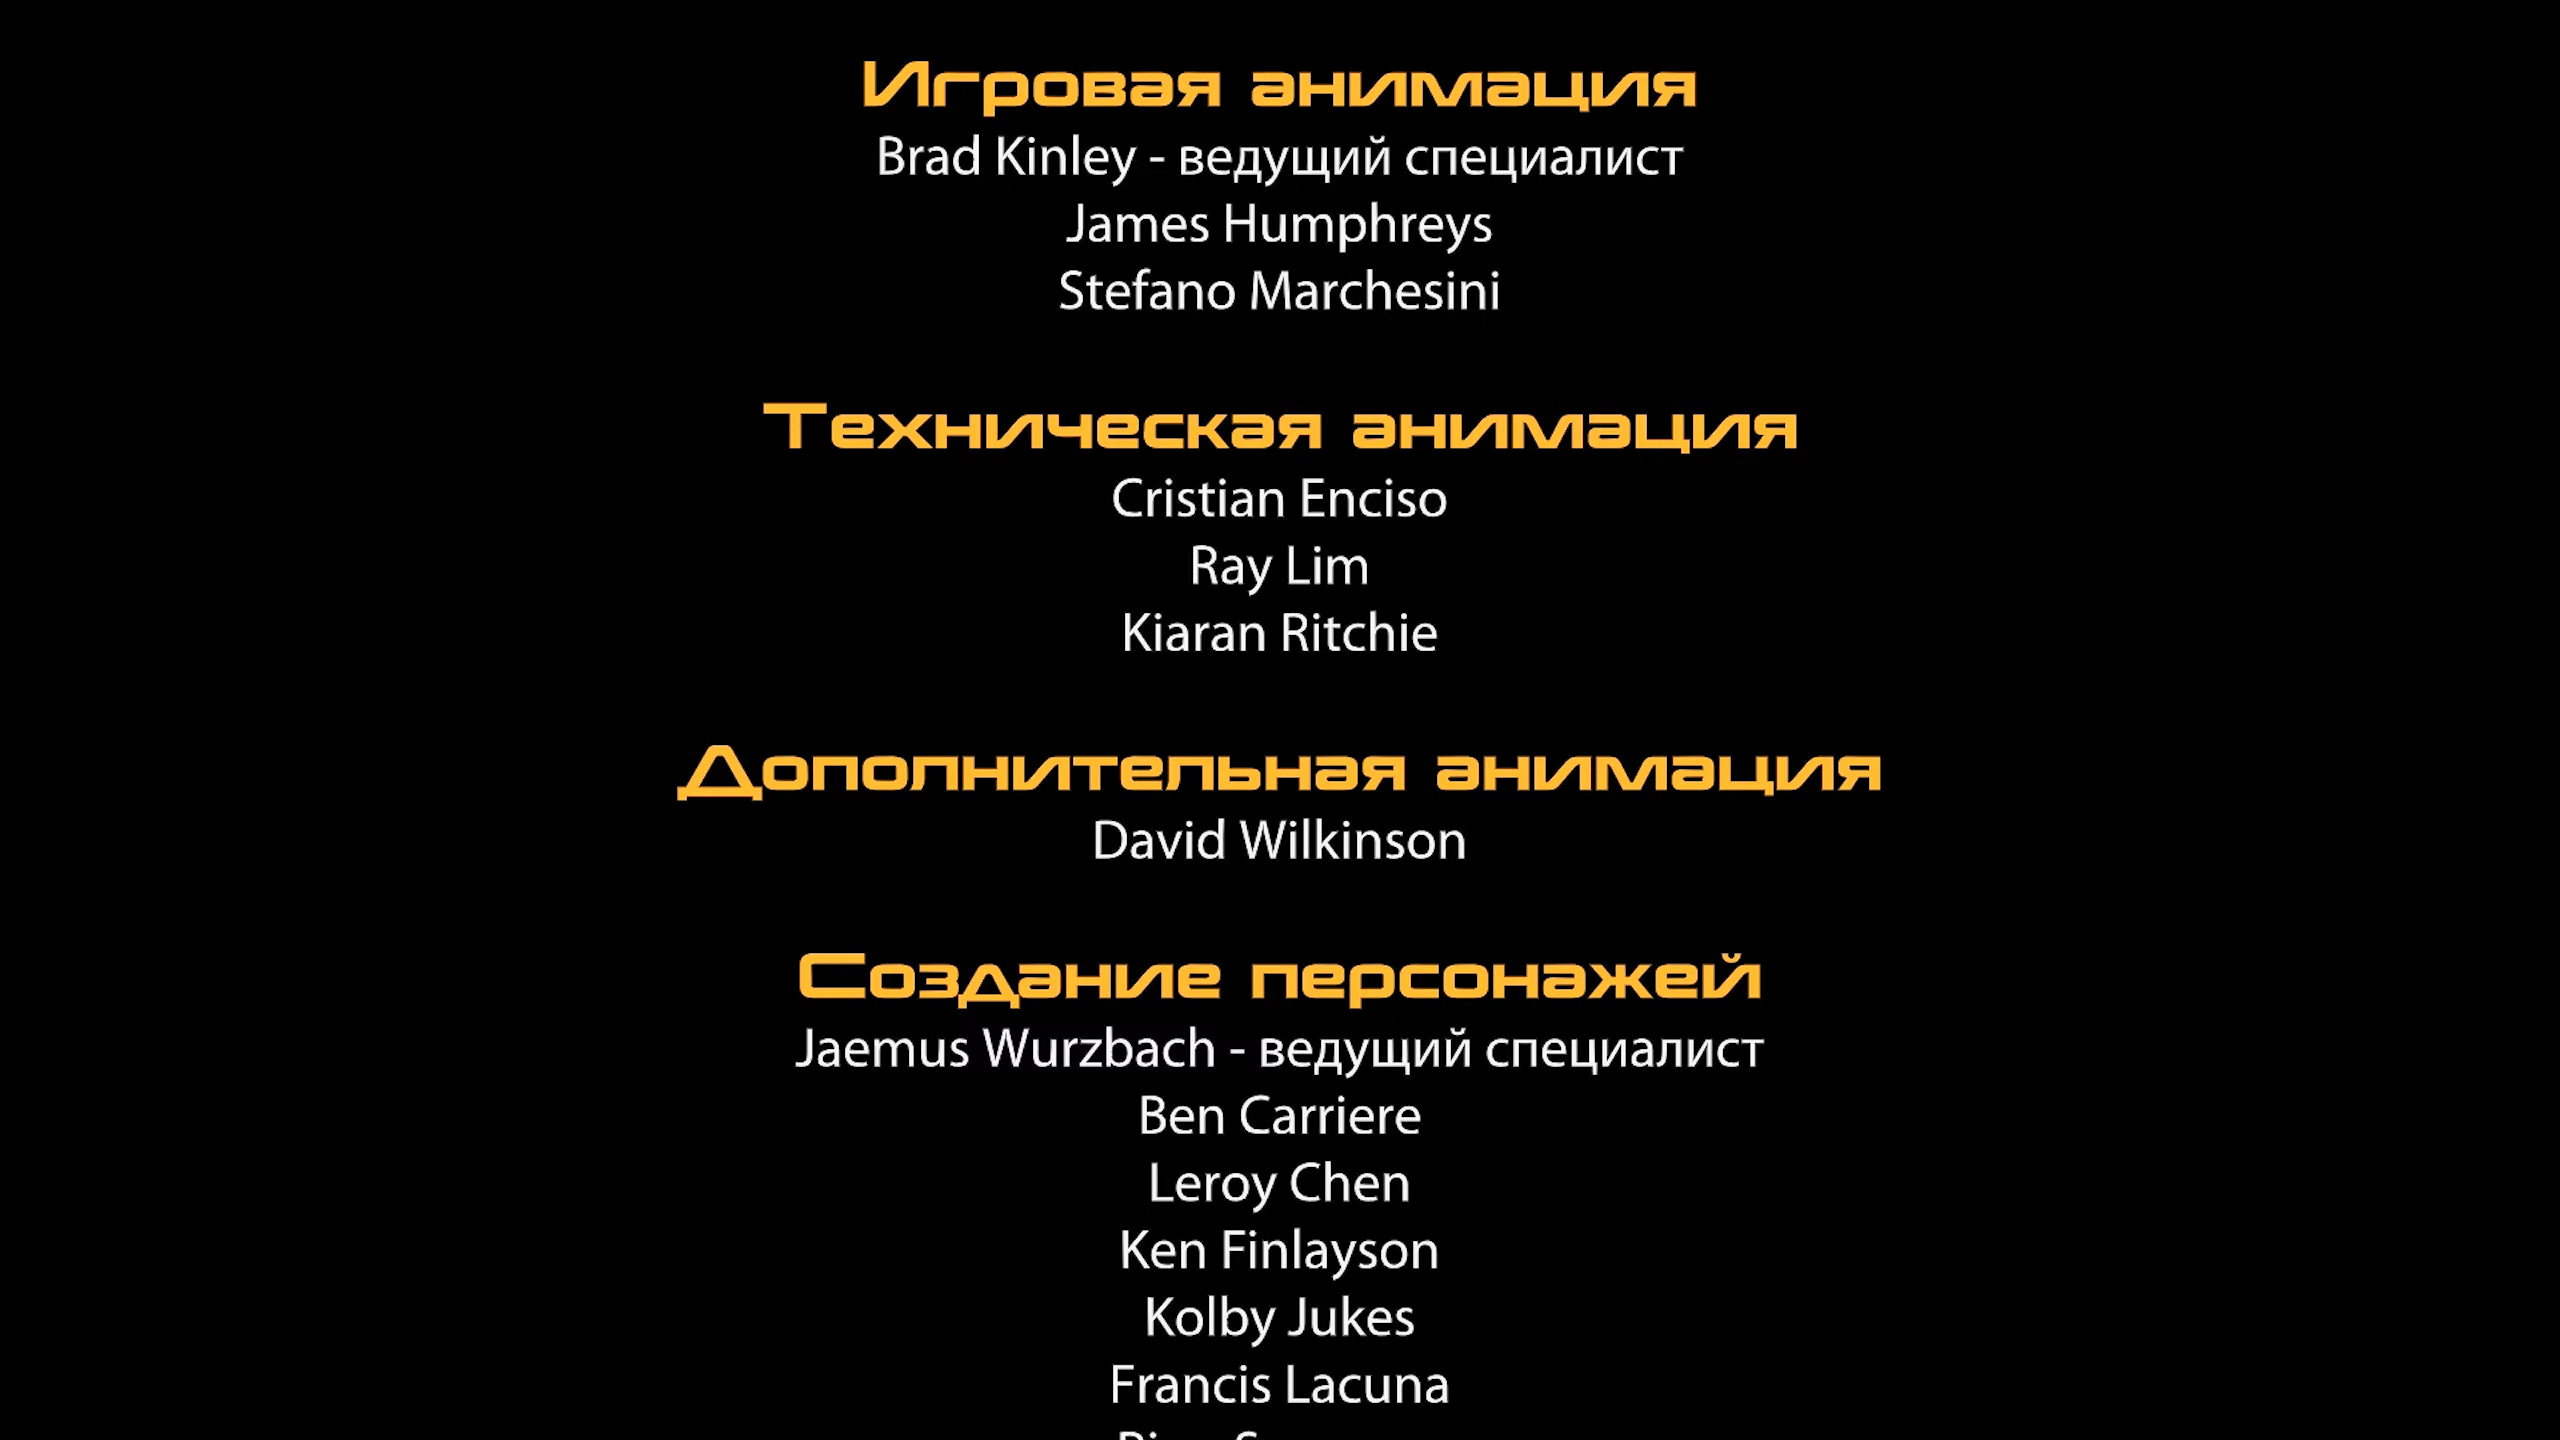 Игровая анимация
Brad Kinley - ведущий специалист
James Humphreys
Stefano Marchesini
Техническая анимация
Cristian Enciso
Ray Lim
Kiaran Ritchie
Дополнительная анимация
David Wilkinson
Создание персонажей
Jaemus Wurzbach - ведущий специалист
Ben Carriere
Leroy Chen
Ken Finlayson
Kolby Jukes
Francis Lacuna